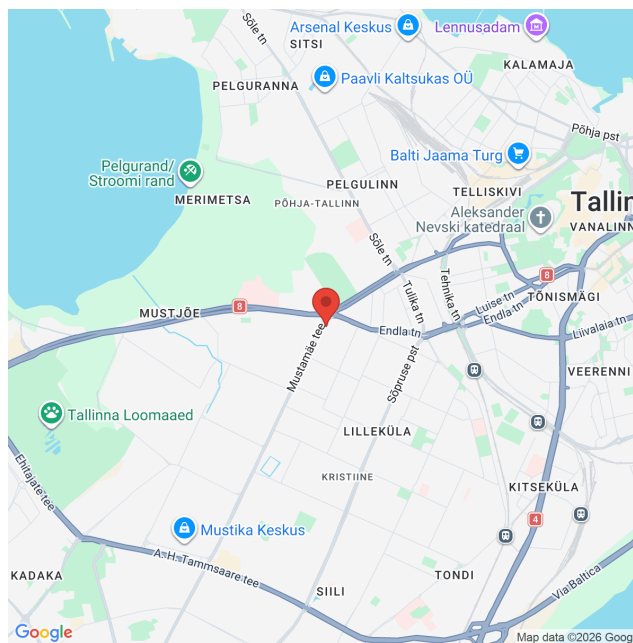 Sõle tn
Arsenal Keskus
Lennusadam
SITSI
KALAMAJA
PELGURANNA
Paavli Kaltsukas OÜ
Põhja pst
Balti Jaama Turg
Pelgurand/
Stroomi rand
PELGULINN
TELLISKIVI
MERIMETSA
PÕHJA-TALLINN
Tallin
Aleksander
Nevski katedraal
VANALINN
Sõle tn
Tulika tn
Tehnika tn
8
TÕNISMÄGI
8
MUSTJÕE
Luise tn
Endla tn
Endla tn
Liivalaia tn
Mustamäe tee
Sõpruse pst
VEERENNI
Tallinna Loomaaed
LILLEKÜLA
Ehitajate tee
KRISTIINE
KITSEKÜLA
4
Mustika Keskus
A. H. Tammsaare tee
KADAKA
TONDI
SIILI
Via Baltica
Google
Map data ©2026 Goog